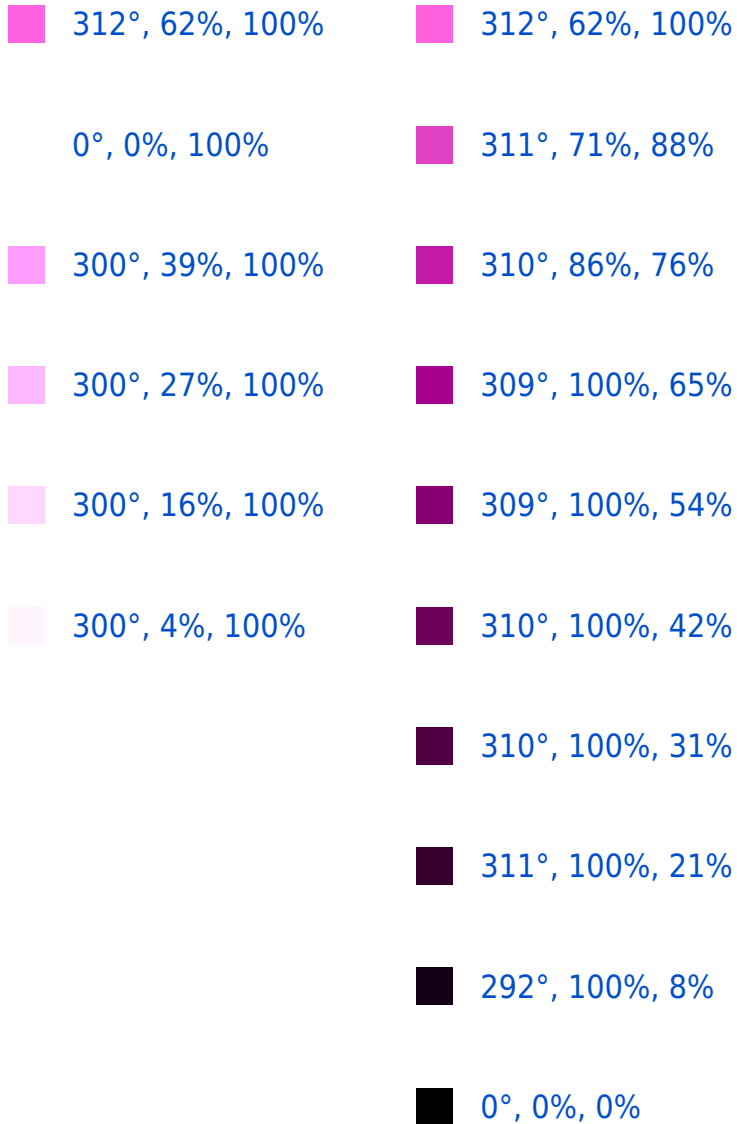 312°, 62%, 100%
0°, 0%, 100%
300°, 39%, 100%
300°, 27%, 100%
300°, 16%, 100%
300°, 4%, 100%
312°, 62%, 100%
311°, 71%, 88%
310°, 86%, 76%
309°, 100%, 65%
309°, 100%, 54%
310°, 100%, 42%
310°, 100%, 31%
311°, 100%, 21%
292°, 100%, 8%
0°, 0%, 0%